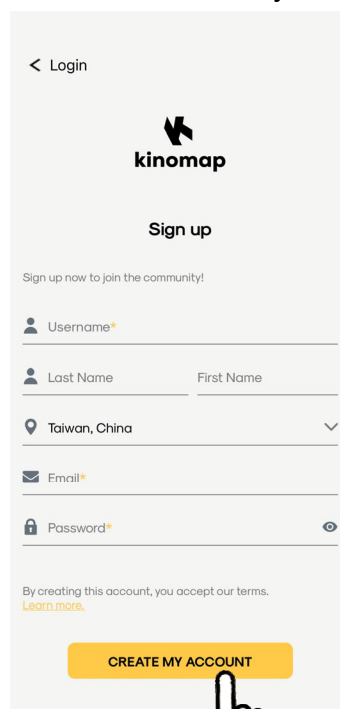 Login
kinomap
Sign up
Sign up now to join the community!
Username*
Last Name First Name
Taiwan, China
Email*
Password*
By creating this account, you accept our terms.
Learn more.
CREATE MY ACCOUNT